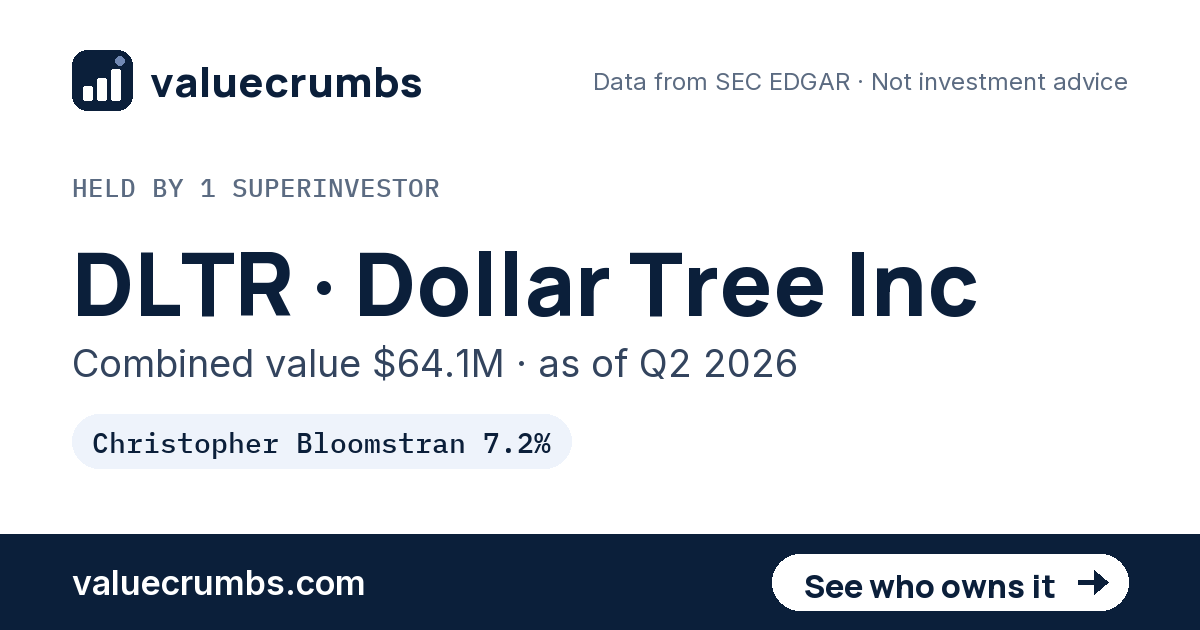 valuecrumbs
Data from SEC EDGAR · Not investment advice
HELD BY 1 SUPERINVESTOR
DLTR · Dollar Tree Inc
Combined value $64.1M · as of Q2 2026
Christopher Bloomstran 7.2%
valuecrumbs.com
See who owns it →